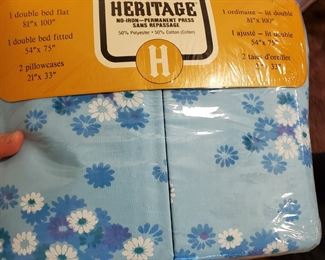 HERITAGE
NO-IRON—PERMANENT PRESS
SANS REPASSAGE
50% Polyester • 50% Cotton (Coton)
H
1 double bed flat
81"x 100"
1 double bed fitted
54"x 75"
2 pillowcases
21"x 33"
1 ordinaire – lit double
81"x 100"
1 ajusté – lit double
54"x 75"
2 taies d'oreiller
33"